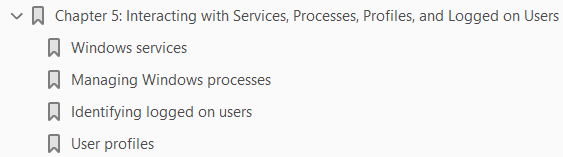 Chapter 5: Interacting with Services, Processes, Profiles, and Logged on Users
Windows services
Managing Windows processes
Identifying logged on users
User profiles